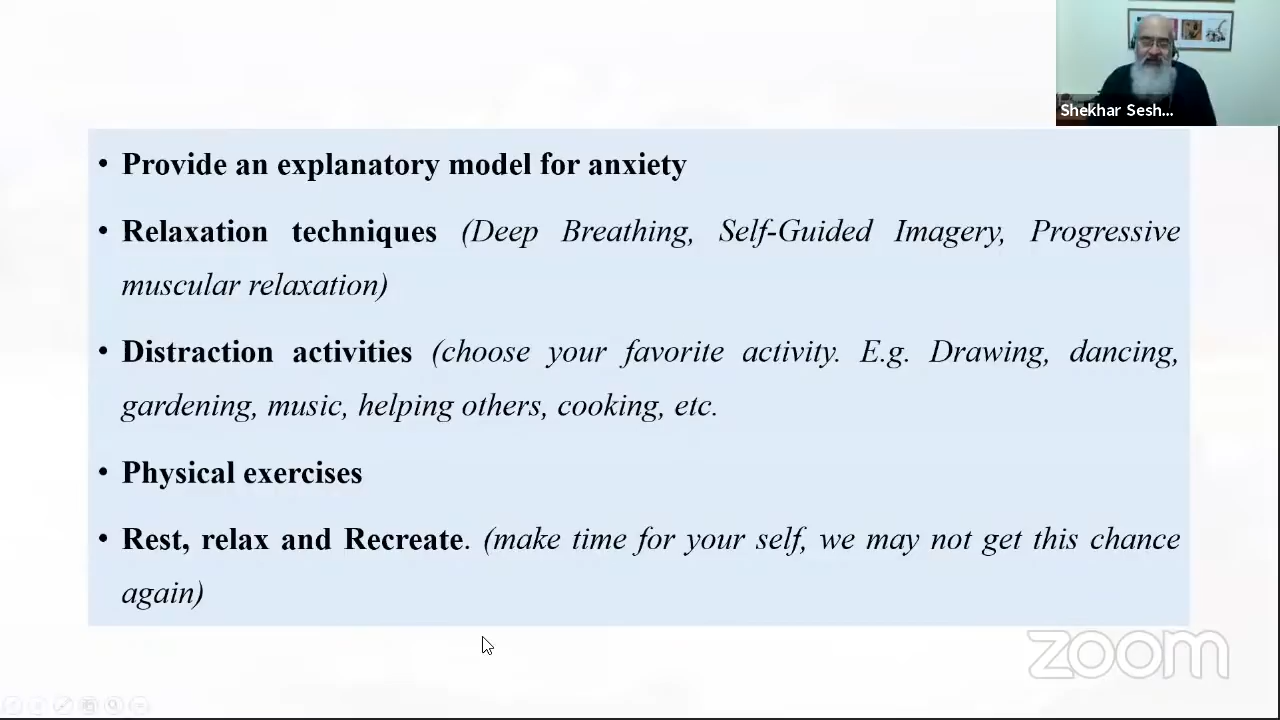 Shekhar Sesh...
• Provide an explanatory model for anxiety
• Relaxation techniques (Deep Breathing, Self-Guided Imagery, Progressive
muscular relaxation)
• Distraction activities (choose your favorite activity. E.g. Drawing, dancing,
gardening, music, helping others, cooking, etc.
• Physical exercises
• Rest, relax and Recreate. (make time for your self, we may not get this chance
again)
zoom